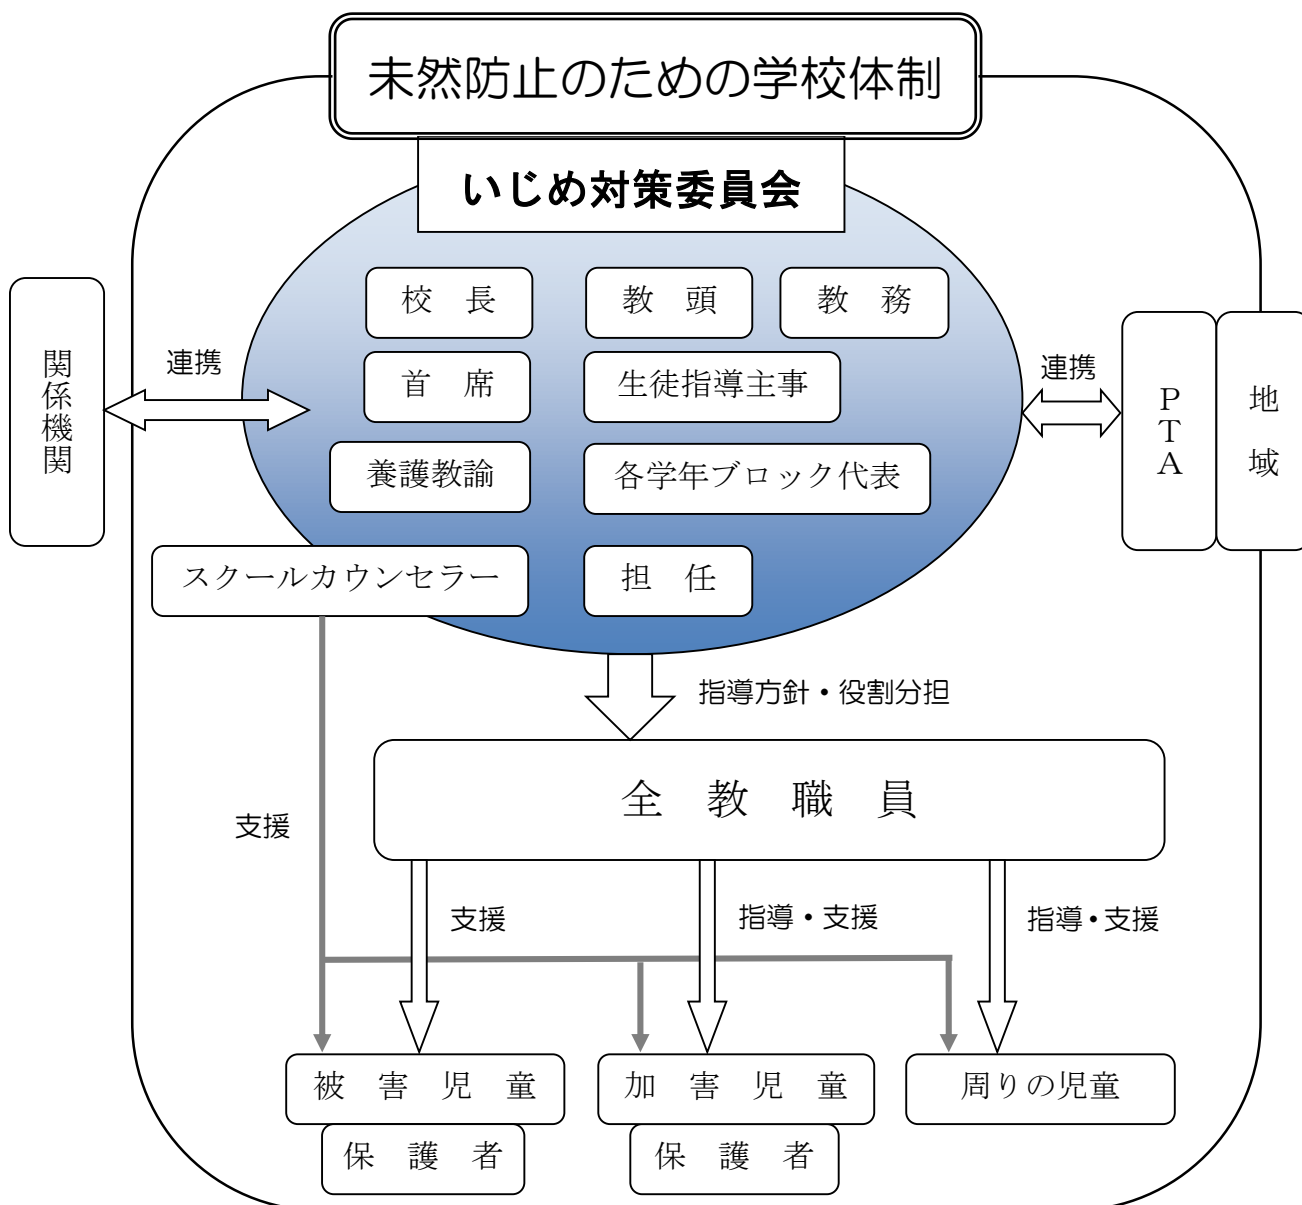 未然防止のための学校体制
いじめ対策委員会
校　長
教　頭
教　務
首　席
生徒指導主事
養護教諭
各学年ブロック代表
スクールカウンセラー
担　任
関係機関
連携
連携
PTA
地　域
指導方針・役割分担
全　教　職　員
支援
支援
指導・支援
指導・支援
被　害　児　童
加　害　児　童
周りの児童
保　護　者
保　護　者